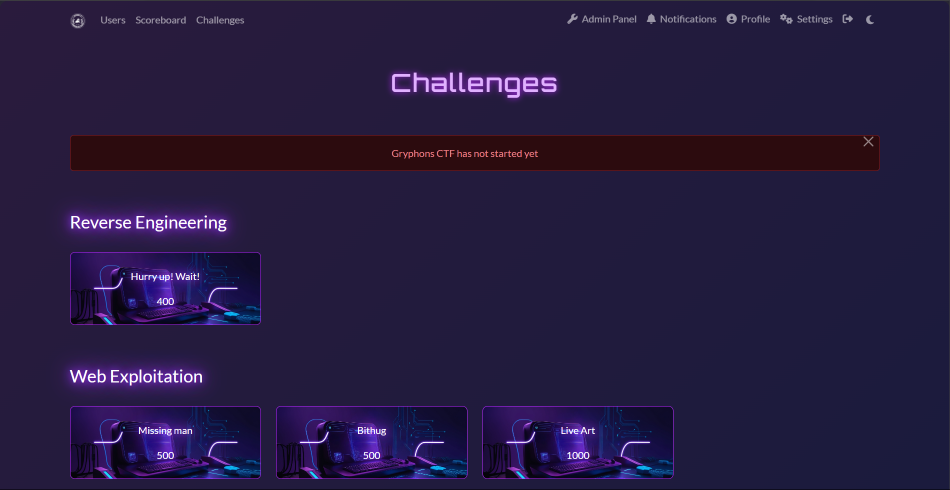 Users Scoreboard Challenges Admin Panel Notifications Profile Settings
Challenges
Gryphons CTF has not started yet
Reverse Engineering
Hurry up! Wait!
400
Web Exploitation
Missing man Bithug Live Art
500 500 1000